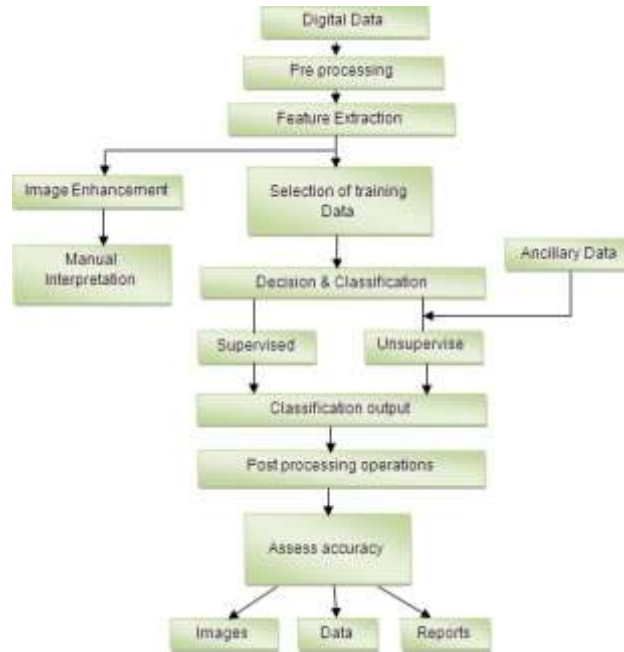 Digital Data
Pre processing
Feature Extraction
Image Enhancement
Selection of training
Data
Manual
Interpretation
Ancillary Data
Decision & Classification
Supervised
Unsupervise
Classification output
Post processing operations
Assess accuracy
Images
Data
Reports